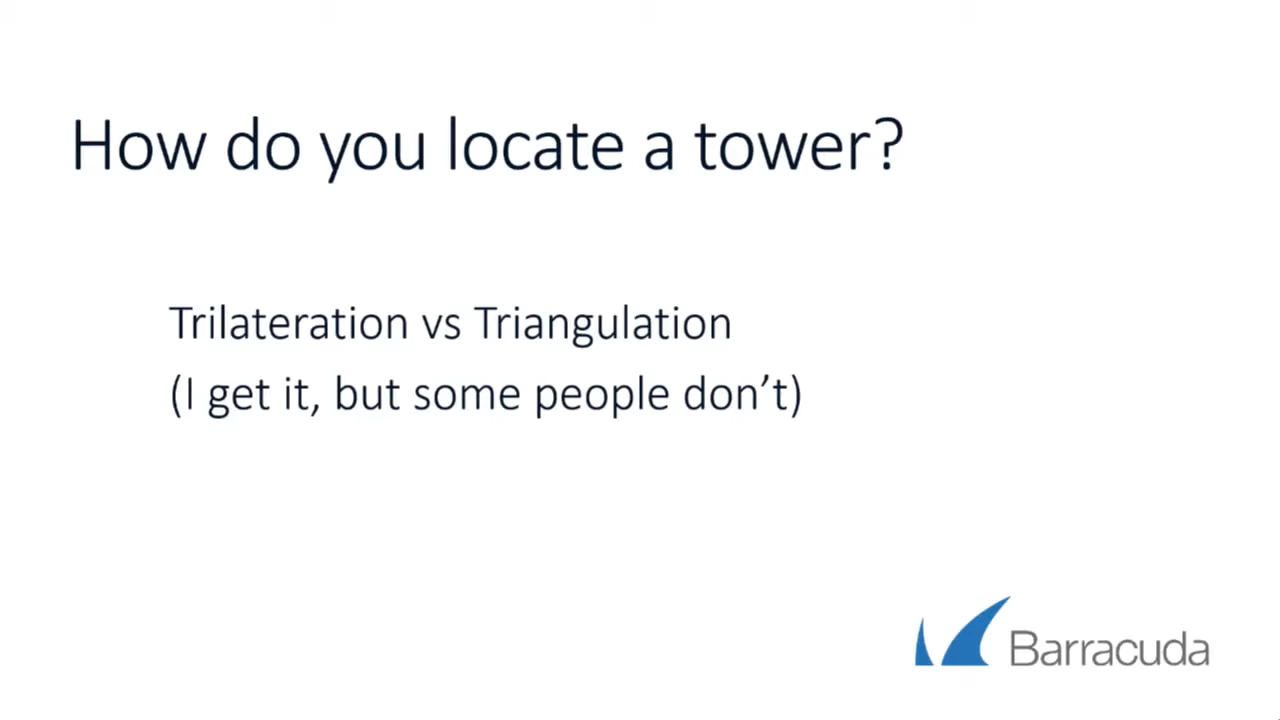 How do you locate a tower?
Trilateration vs Triangulation
(I get it, but some people don’t)
Barracuda